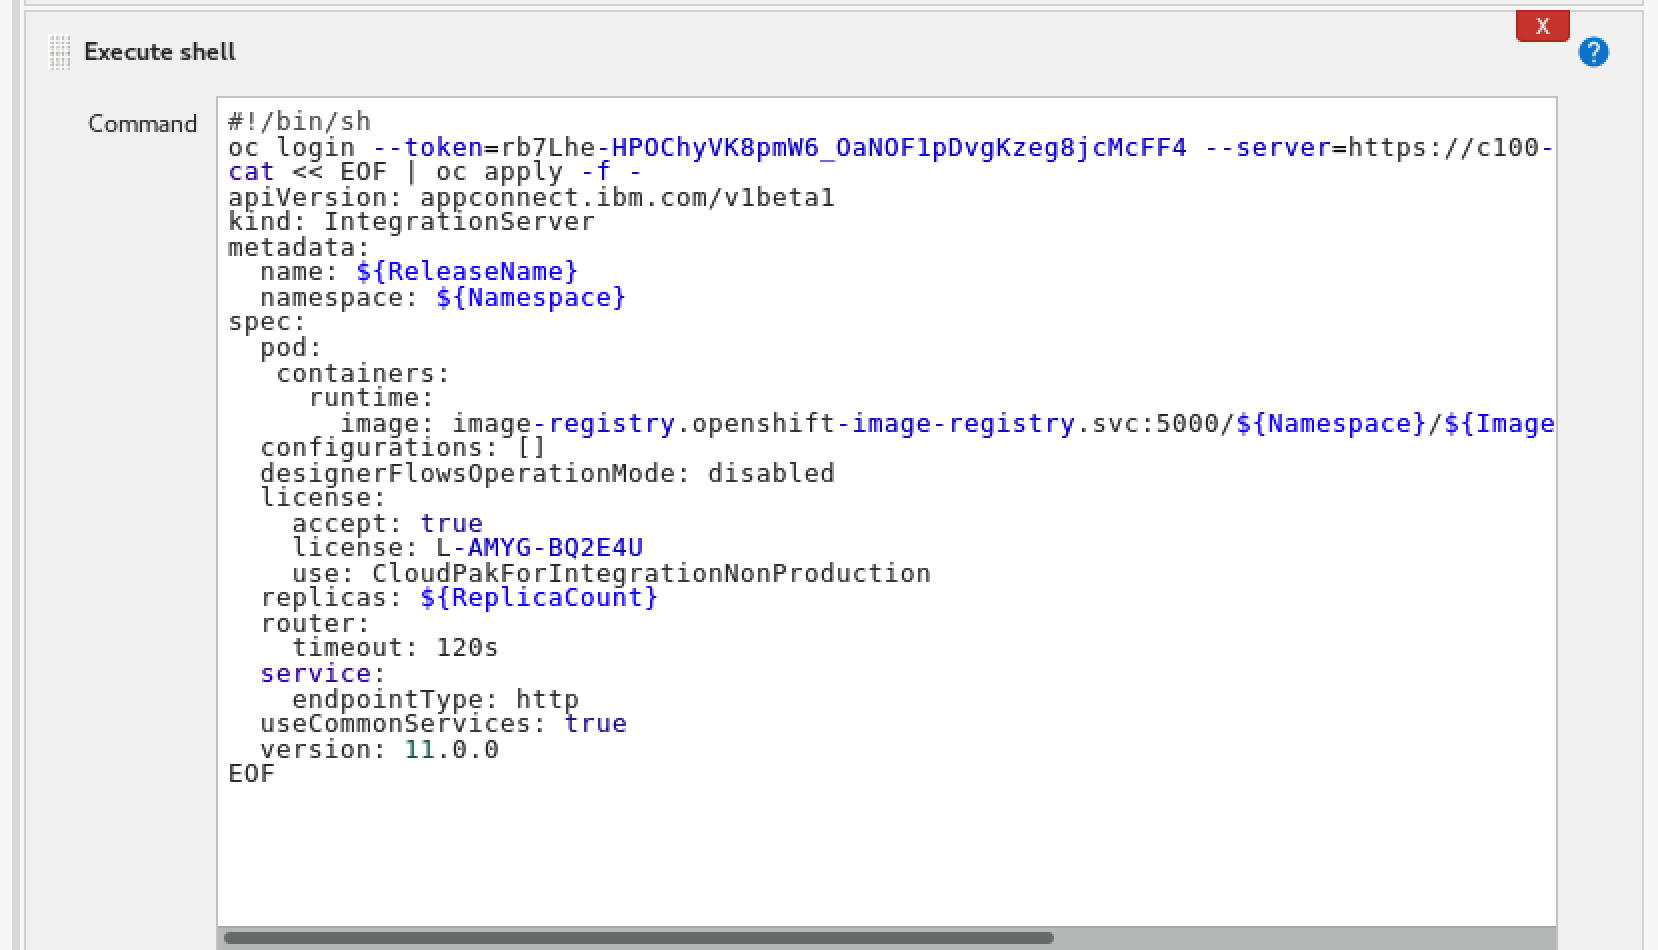 X
Execute shell
?
Command
#!/bin/sh
oc login --token=rb7Lhe-HPOChyVK8pmW6_OaNOF1pDvgKzeg8jcMcFF4 --server=https://c100-
cat << EOF | oc apply -f -
apiVersion: appconnect.ibm.com/v1beta1
kind: IntegrationServer
metadata:
  name: ${ReleaseName}
  namespace: ${Namespace}
spec:
  pod:
   containers:
     runtime:
       image: image-registry.openshift-image-registry.svc:5000/${Namespace}/${Image
  configurations: []
  designerFlowsOperationMode: disabled
  license:
    accept: true
    license: L-AMYG-BQ2E4U
    use: CloudPakForIntegrationNonProduction
  replicas: ${ReplicaCount}
  router:
    timeout: 120s
  service:
    endpointType: http
  useCommonServices: true
  version: 11.0.0
EOF